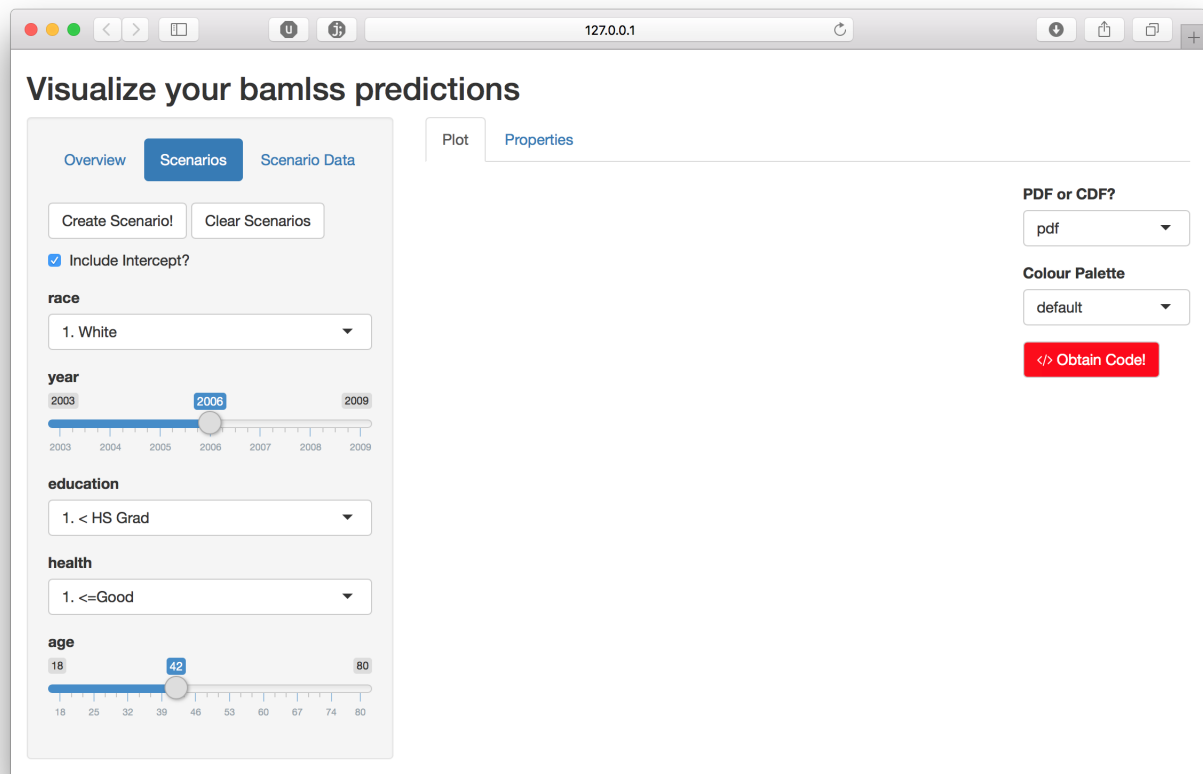 127.0.0.1
Visualize your bamlss predictions
Overview Scenarios Scenario Data
Create Scenario! Clear Scenarios
Include Intercept?
race
1. White
year
2003 2006 2009
2003 2004 2005 2006 2007 2008 2009
education
1. < HS Grad
health
1. <=Good
age
18 42 80
18 25 32 39 46 53 60 67 74 80
Plot Properties
PDF or CDF?
pdf
Colour Palette
default
</> Obtain Code!